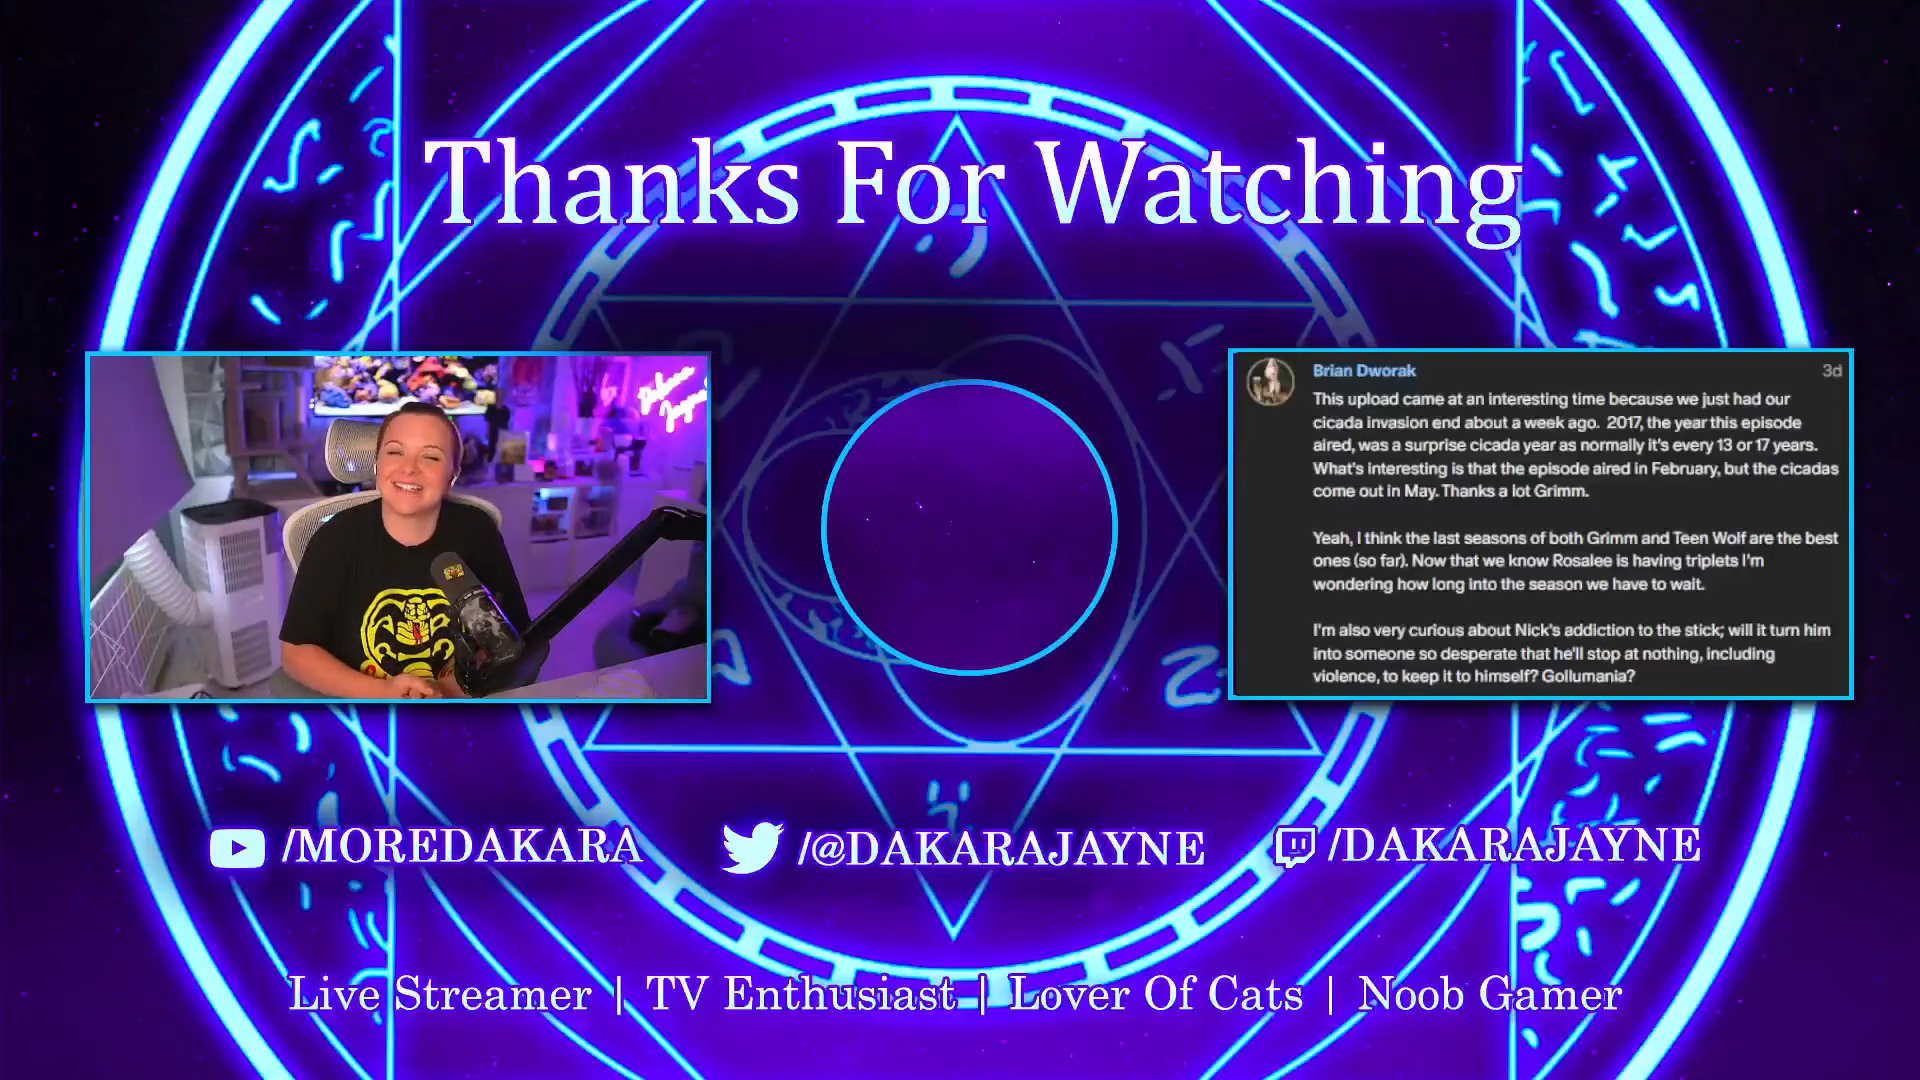 Thanks For Watching
Dakara
Jayne
Brian Dworak
3d
This upload came at an interesting time because we just had our
cicada invasion end about a week ago.  2017, the year this episode
aired, was a surprise cicada year as normally it's every 13 or 17 years.
What's interesting is that the episode aired in February, but the cicadas
come out in May. Thanks a lot Grimm.
Yeah, I think the last seasons of both Grimm and Teen Wolf are the best
ones (so far). Now that we know Rosalee is having triplets I'm
wondering how long into the season we have to wait.
I'm also very curious about Nick's addiction to the stick; will it turn him
into someone so desperate that he'll stop at nothing, including
violence, to keep it to himself? Gollumania?
/MOREDAKARA
/@DAKARAJAYNE
/DAKARAJAYNE
Live Streamer | TV Enthusiast | Lover Of Cats | Noob Gamer